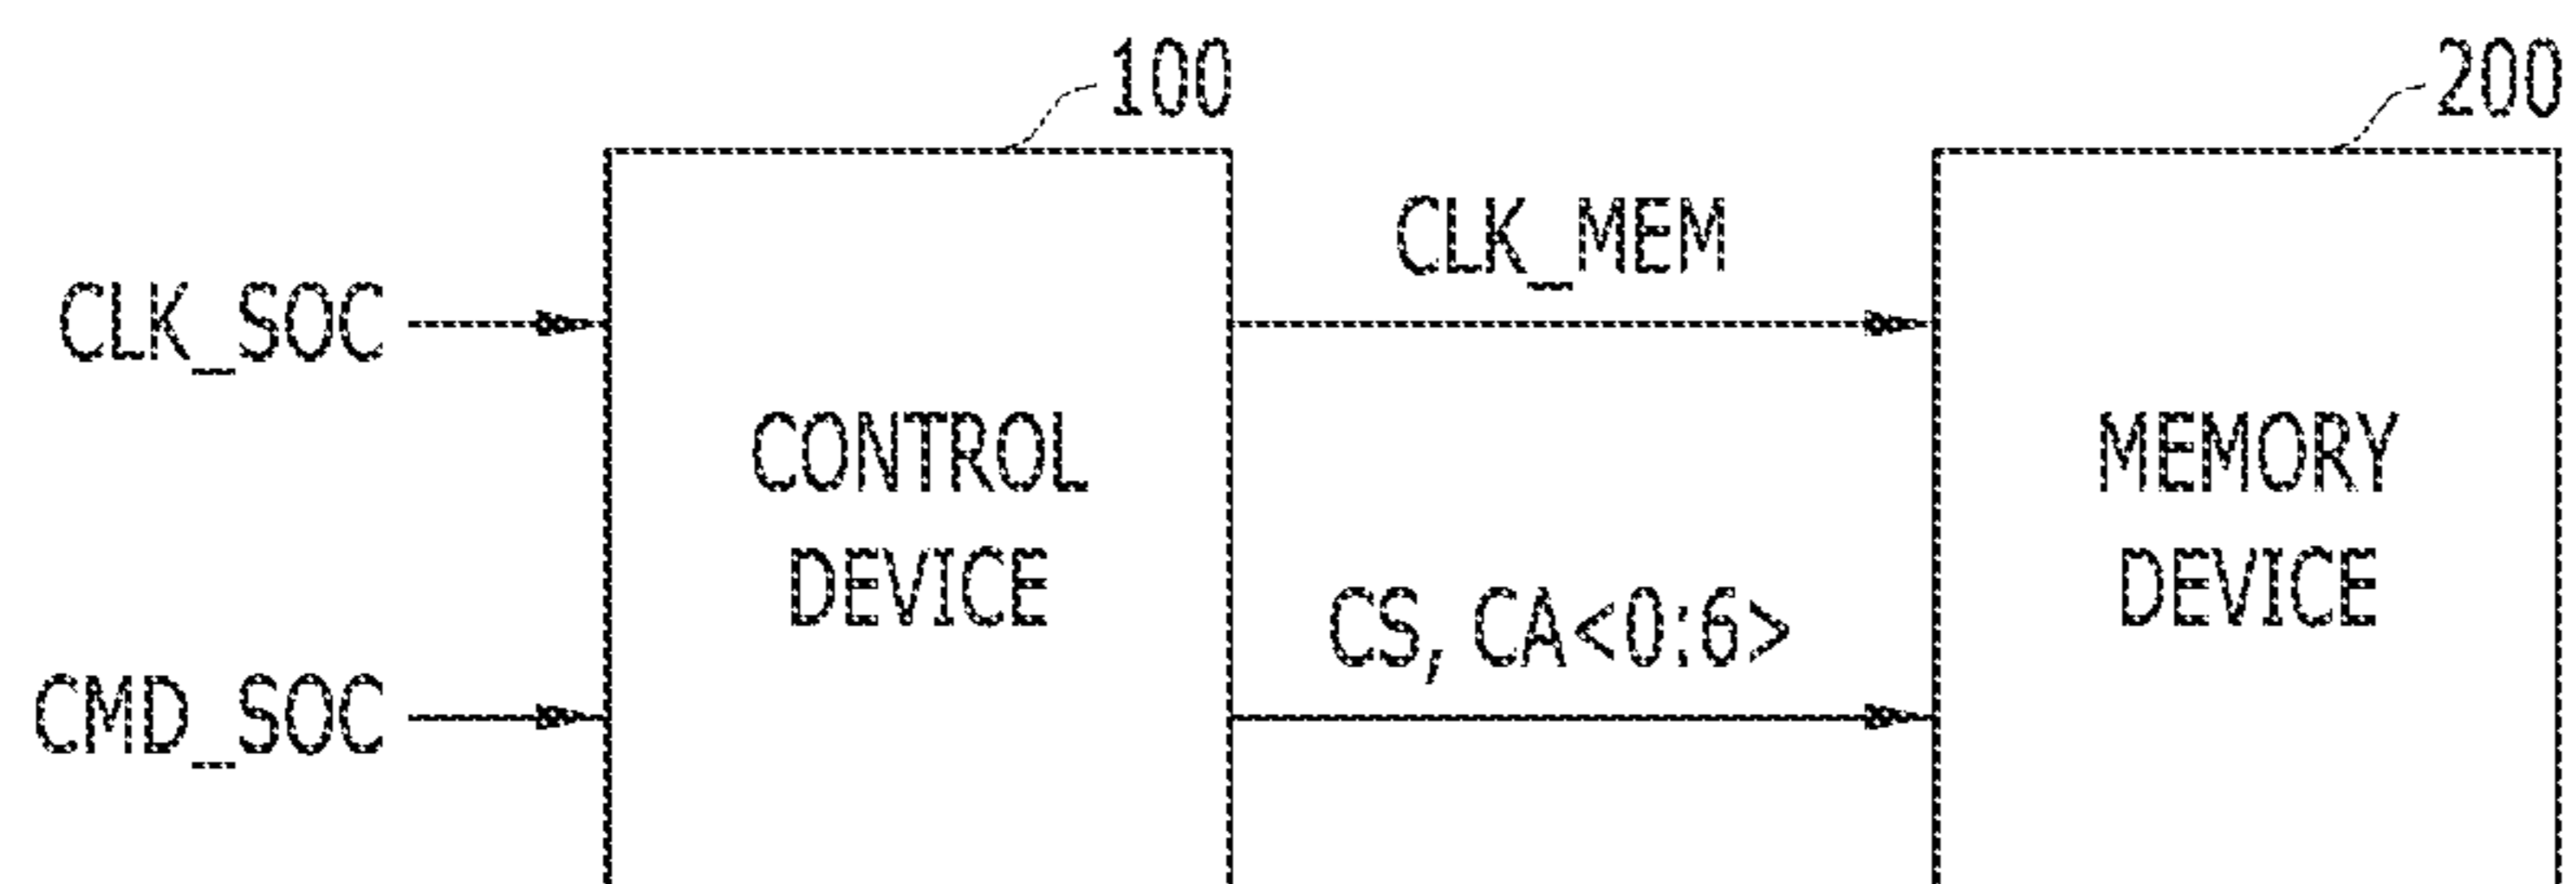 100
200
CLK_MEM
CLK_SOC
CONTROL
DEVICE
MEMORY
DEVICE
CS, CA<0:6>
CMD_SOC